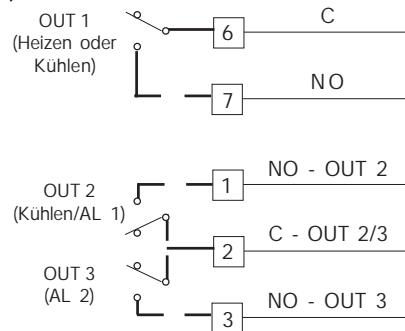 OUT 1
(Heizen oder
Kühlen)
6
C
7
NO
OUT 2
(Kühlen/AL 1)
1
NO - OUT 2
2
C - OUT 2/3
OUT 3
(AL 2)
3
NO - OUT 3